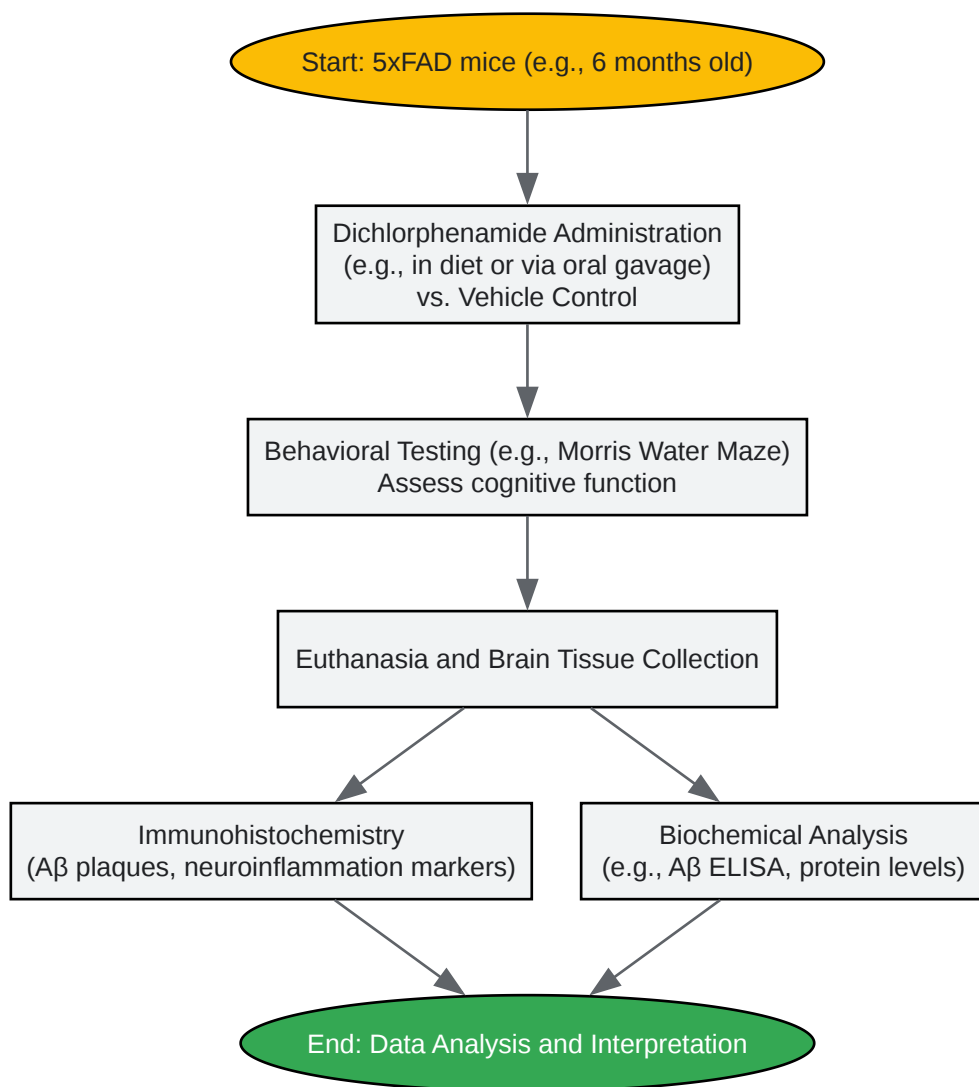 Start: 5xFAD mice (e.g., 6 months old)
Dichlorphenamide Administration
(e.g., in diet or via oral gavage)
vs. Vehicle Control
Behavioral Testing (e.g., Morris Water Maze)
Assess cognitive function
Euthanasia and Brain Tissue Collection
Immunohistochemistry
(Aβ plaques, neuroinflammation markers)
Biochemical Analysis
(e.g., Aβ ELISA, protein levels)
End: Data Analysis and Interpretation